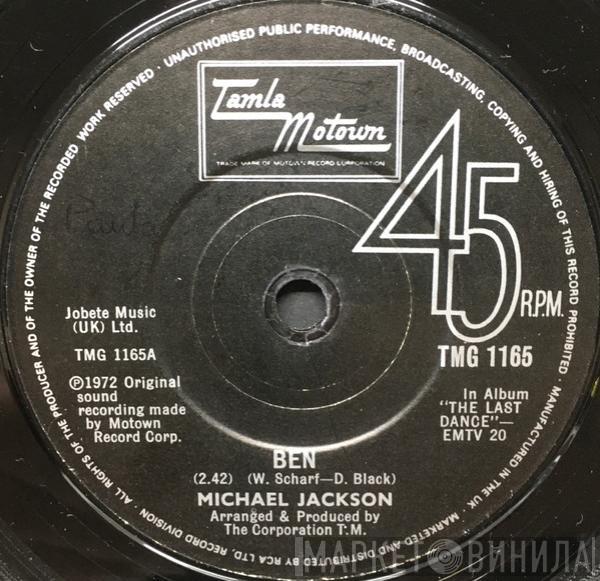 ALL RIGHTS OF THE PRODUCER AND OF THE OWNER OF THE RECORDED WORK RESERVED · UNAUTHORISED PUBLIC PERFORMANCE, BROADCASTING, COPYING AND HIRING OF THIS RECORD PROHIBITED · MANUFACTURED IN THE UK ·
Tamla
Motown
TRADE MARK OF MOTOWN RECORD CORPORATION
45
R.P.M.
Jobete Music
(UK) Ltd.
TMG 1165A
TMG 1165
℗1972 Original
sound
recording made
by Motown
Record Corp.
In Album
"THE LAST
DANCE"—
EMTV 20
BEN
(2.42) (W. Scharf—D. Black)
MICHAEL JACKSON
Arranged & Produced by
The Corporation T.M.
MARKETED AND DISTRIBUTED BY RCA LTD. RECORD DIVISION ·
МАРКЕТОВИНИЛА